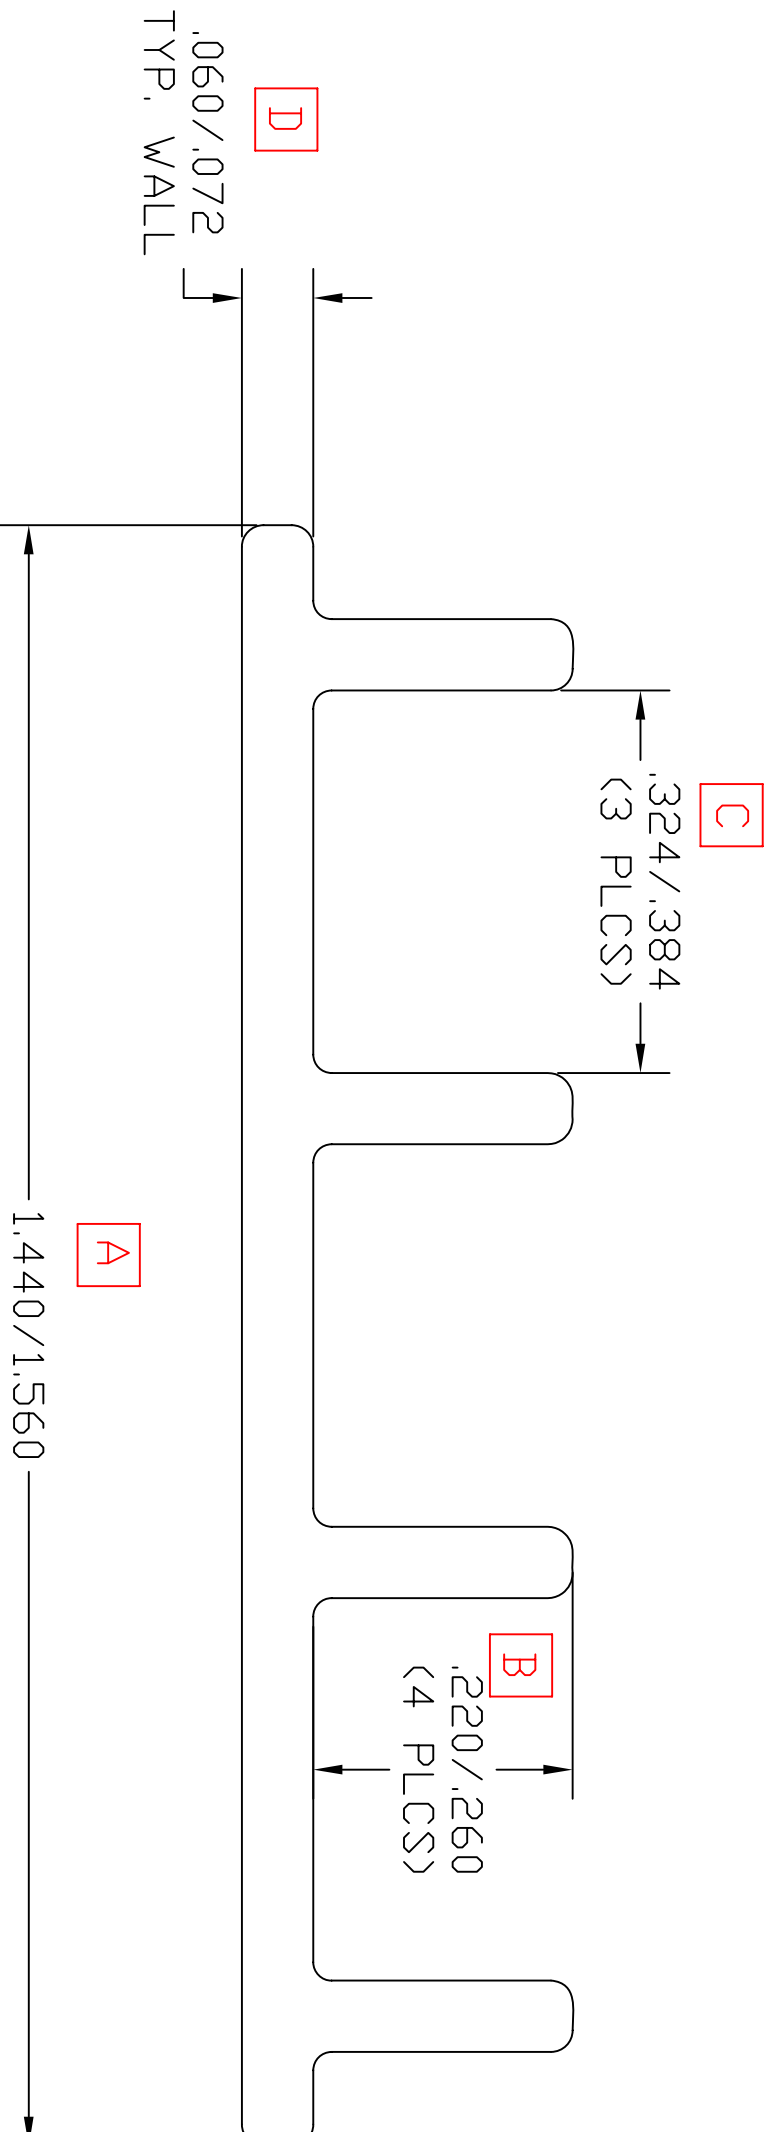 D
.060/.072
TYP. WALL
C
.324/.384
(3 PLCS)
B
.220/.260
(4 PLCS)
A
1.440/1.560